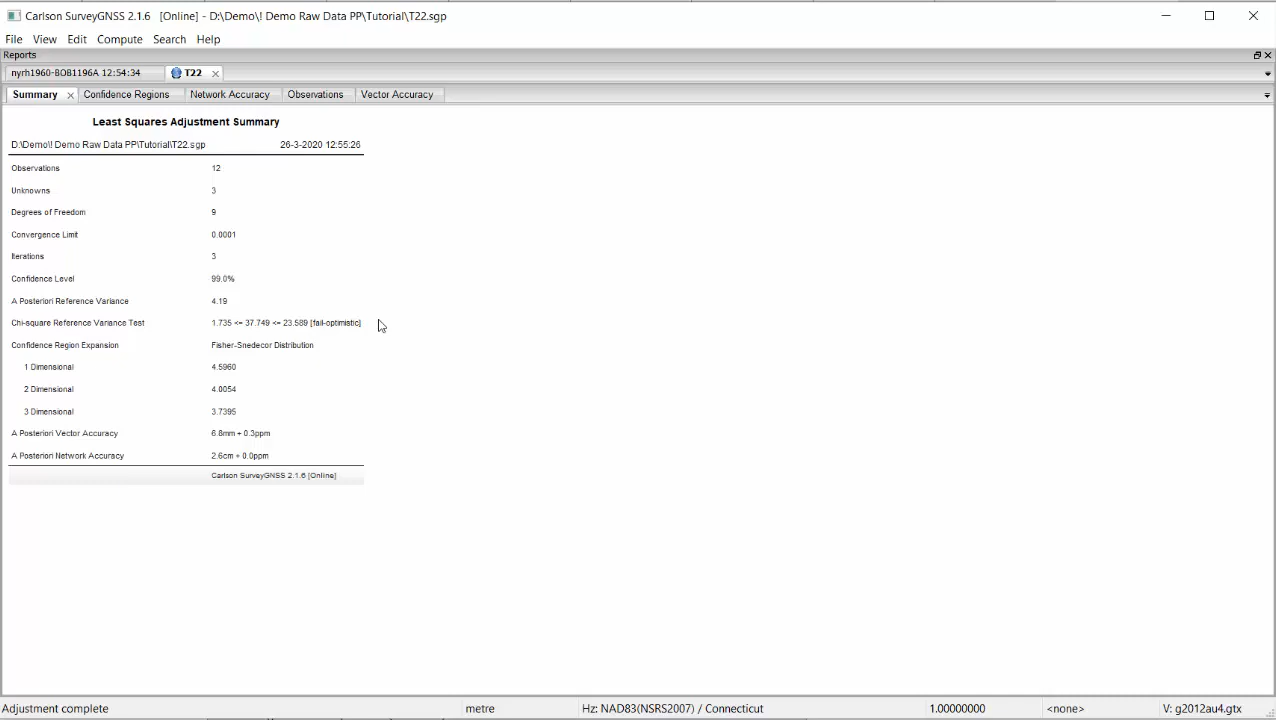 Carlson SurveyGNSS 2.1.6 [Online] - D:\Demo\! Demo Raw Data PP\Tutorial\T22.sgp
File View Edit Compute Search Help
Reports
nyrh1960-BOB1196A 12:54:34 T22
Summary Confidence Regions Network Accuracy Observations Vector Accuracy
Least Squares Adjustment Summary
D:\Demo\! Demo Raw Data PP\Tutorial\T22.sgp 26-3-2020 12:55:26
Observations 12
Unknowns 3
Degrees of Freedom 9
Convergence Limit 0.0001
Iterations 3
Confidence Level 99.0%
A Posteriori Reference Variance 4.19
Chi-square Reference Variance Test 1.735 <= 37.749 <= 23.589 [fail-optimistic]
Confidence Region Expansion Fisher-Snedecor Distribution
1 Dimensional 4.5960
2 Dimensional 4.0054
3 Dimensional 3.7395
A Posteriori Vector Accuracy 6.8mm + 0.3ppm
A Posteriori Network Accuracy 2.6cm + 0.0ppm
Carlson SurveyGNSS 2.1.6 [Online]
Adjustment complete metre Hz: NAD83(NSRS2007) / Connecticut 1.00000000 <none> V: g2012au4.gtx